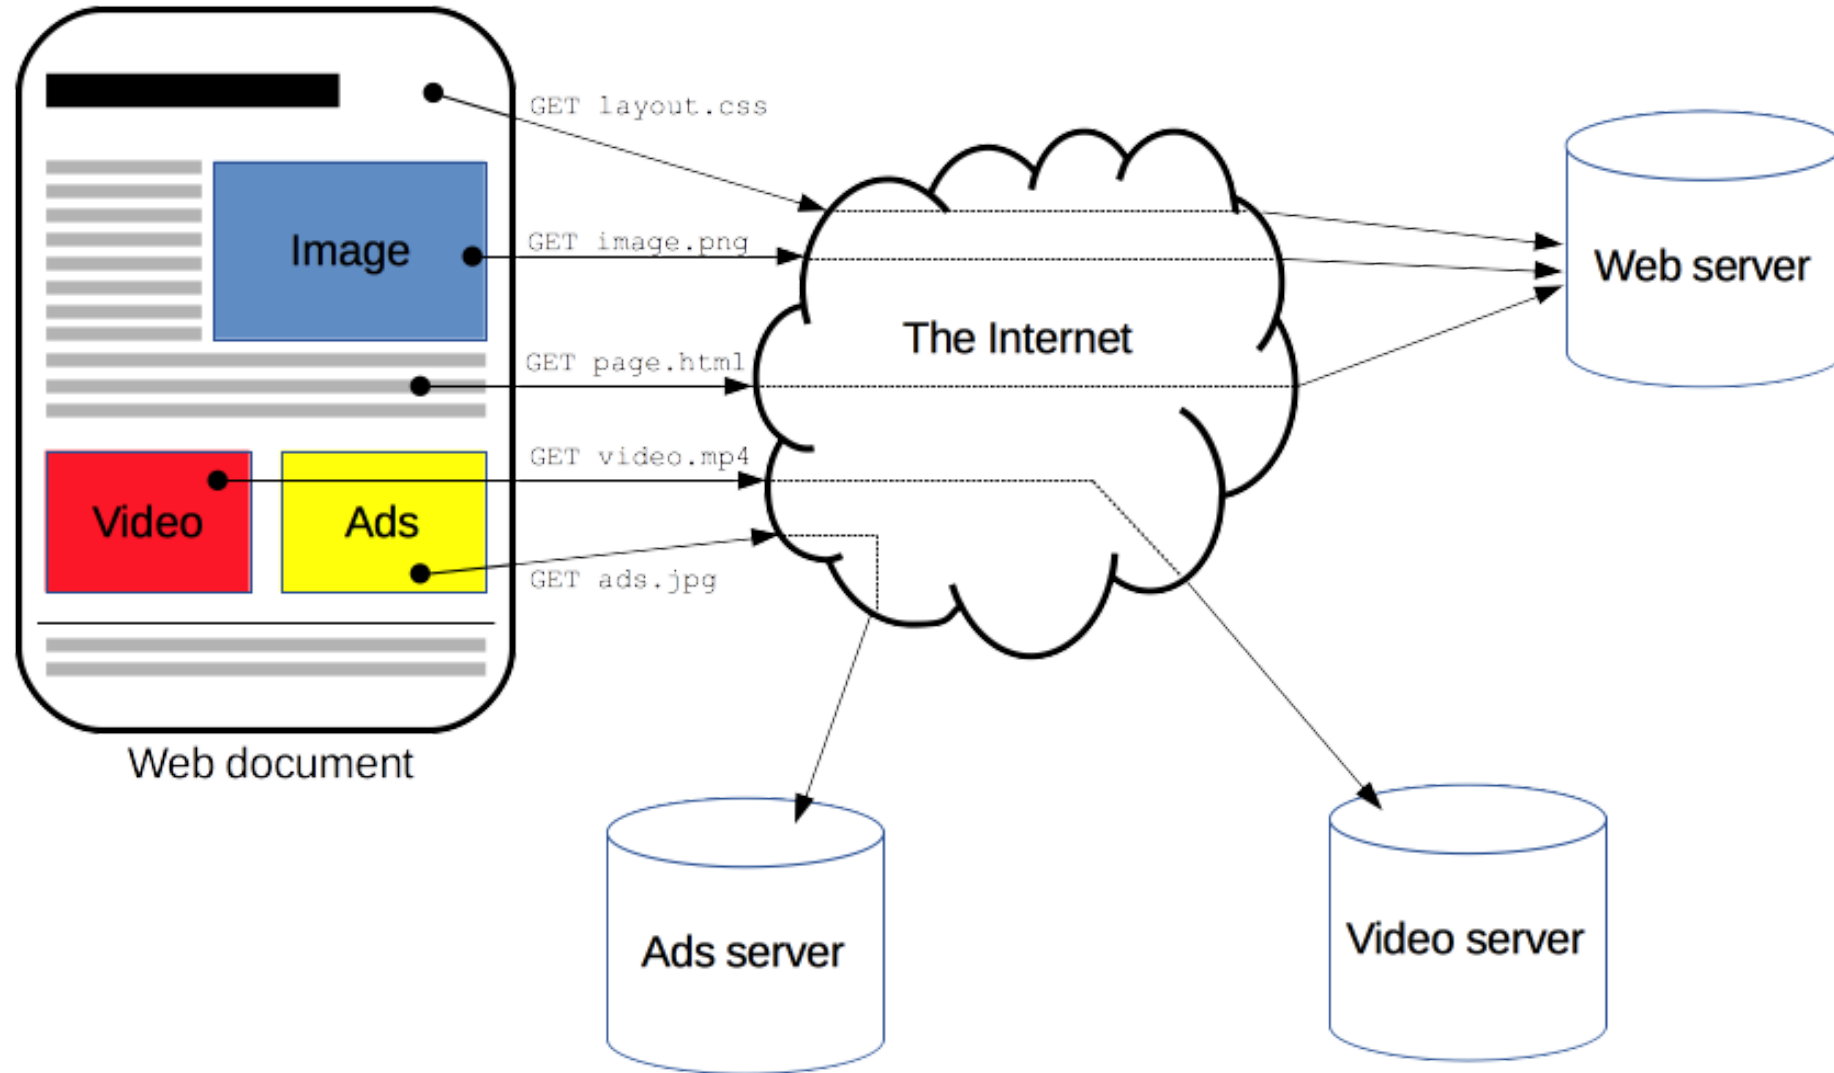 GET layout.css
Image
GET image.png
Web server
The Internet
GET page.html
GET video.mp4
Video
Ads
GET ads.jpg
Web document
Ads server
Video server